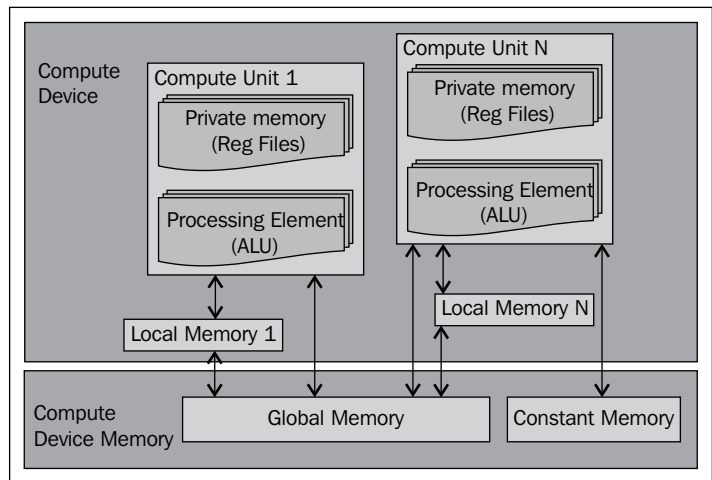 Compute
Device
Compute Unit 1
Private memory
(Reg Files)
Processing Element
(ALU)
Local Memory 1
Compute Unit N
Private memory
(Reg Files)
Processing Element
(ALU)
Local Memory N
Compute
Device Memory
Global Memory
Constant Memory